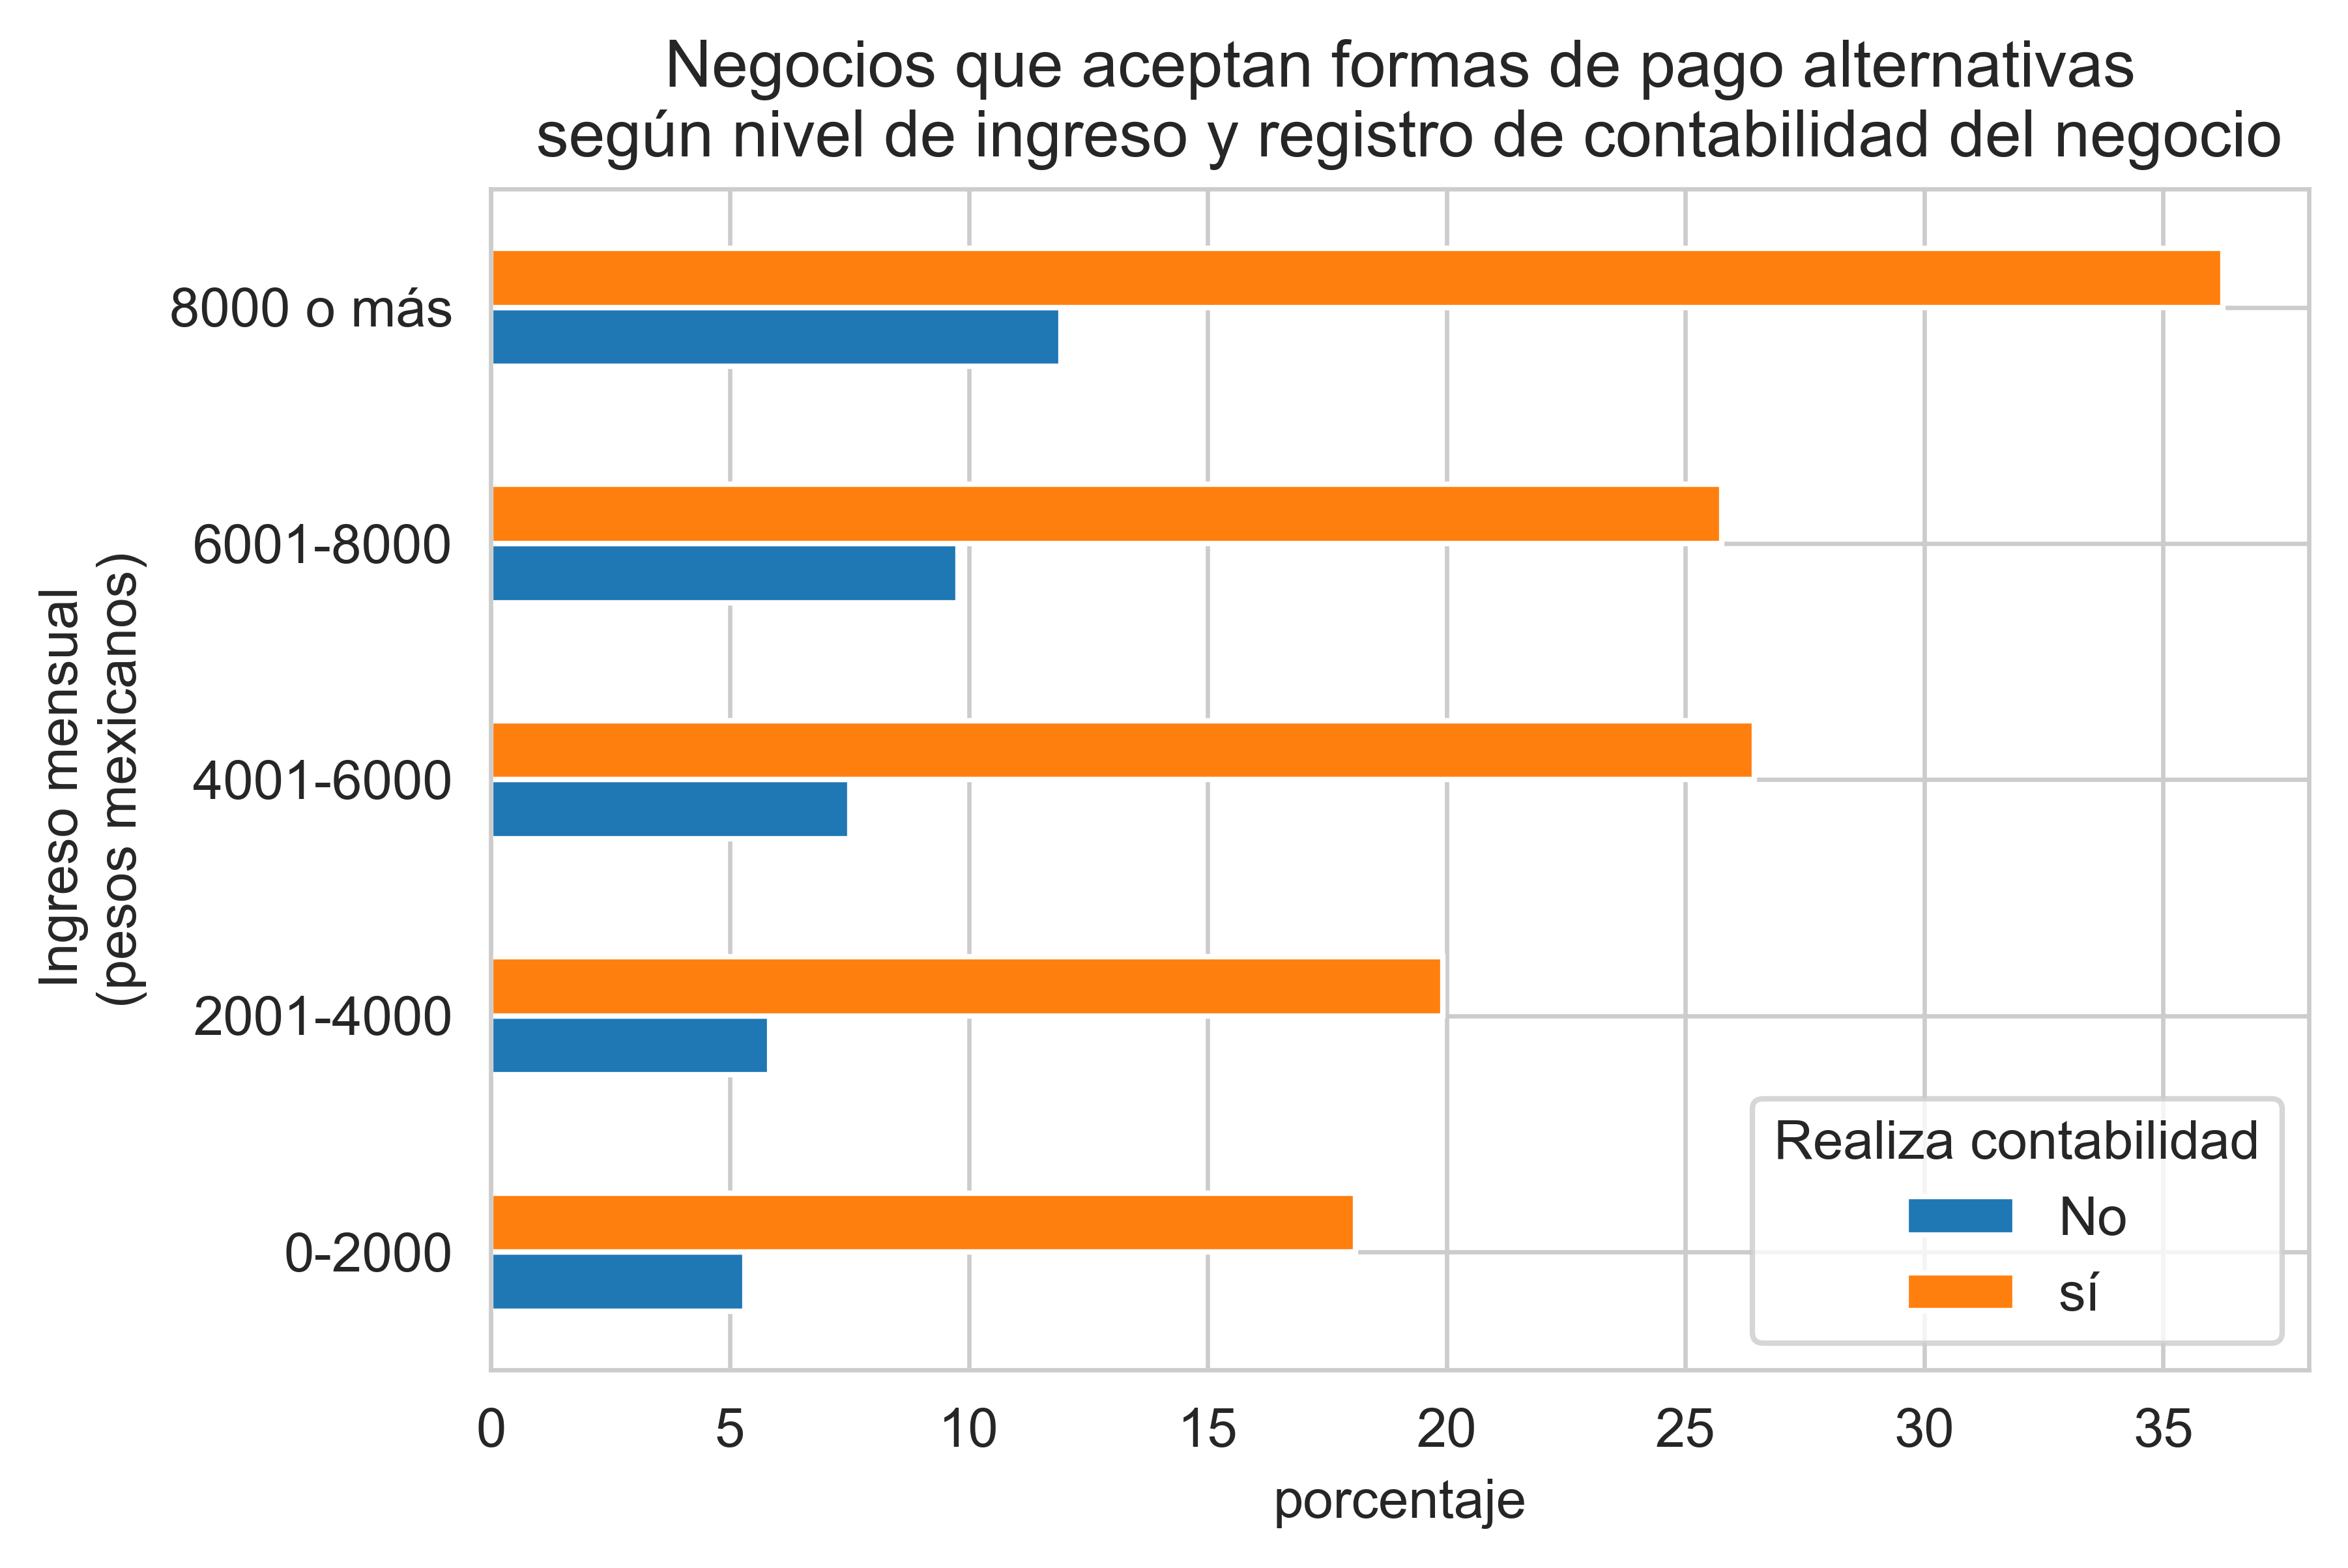 Negocios que aceptan formas de pago alternativas
según nivel de ingreso y registro de contabilidad del negocio
Ingreso mensual
(pesos mexicanos)
8000 o más
6001-8000
4001-6000
2001-4000
0-2000
Realiza contabilidad
No
sí
0 5 10 15 20 25 30 35
porcentaje